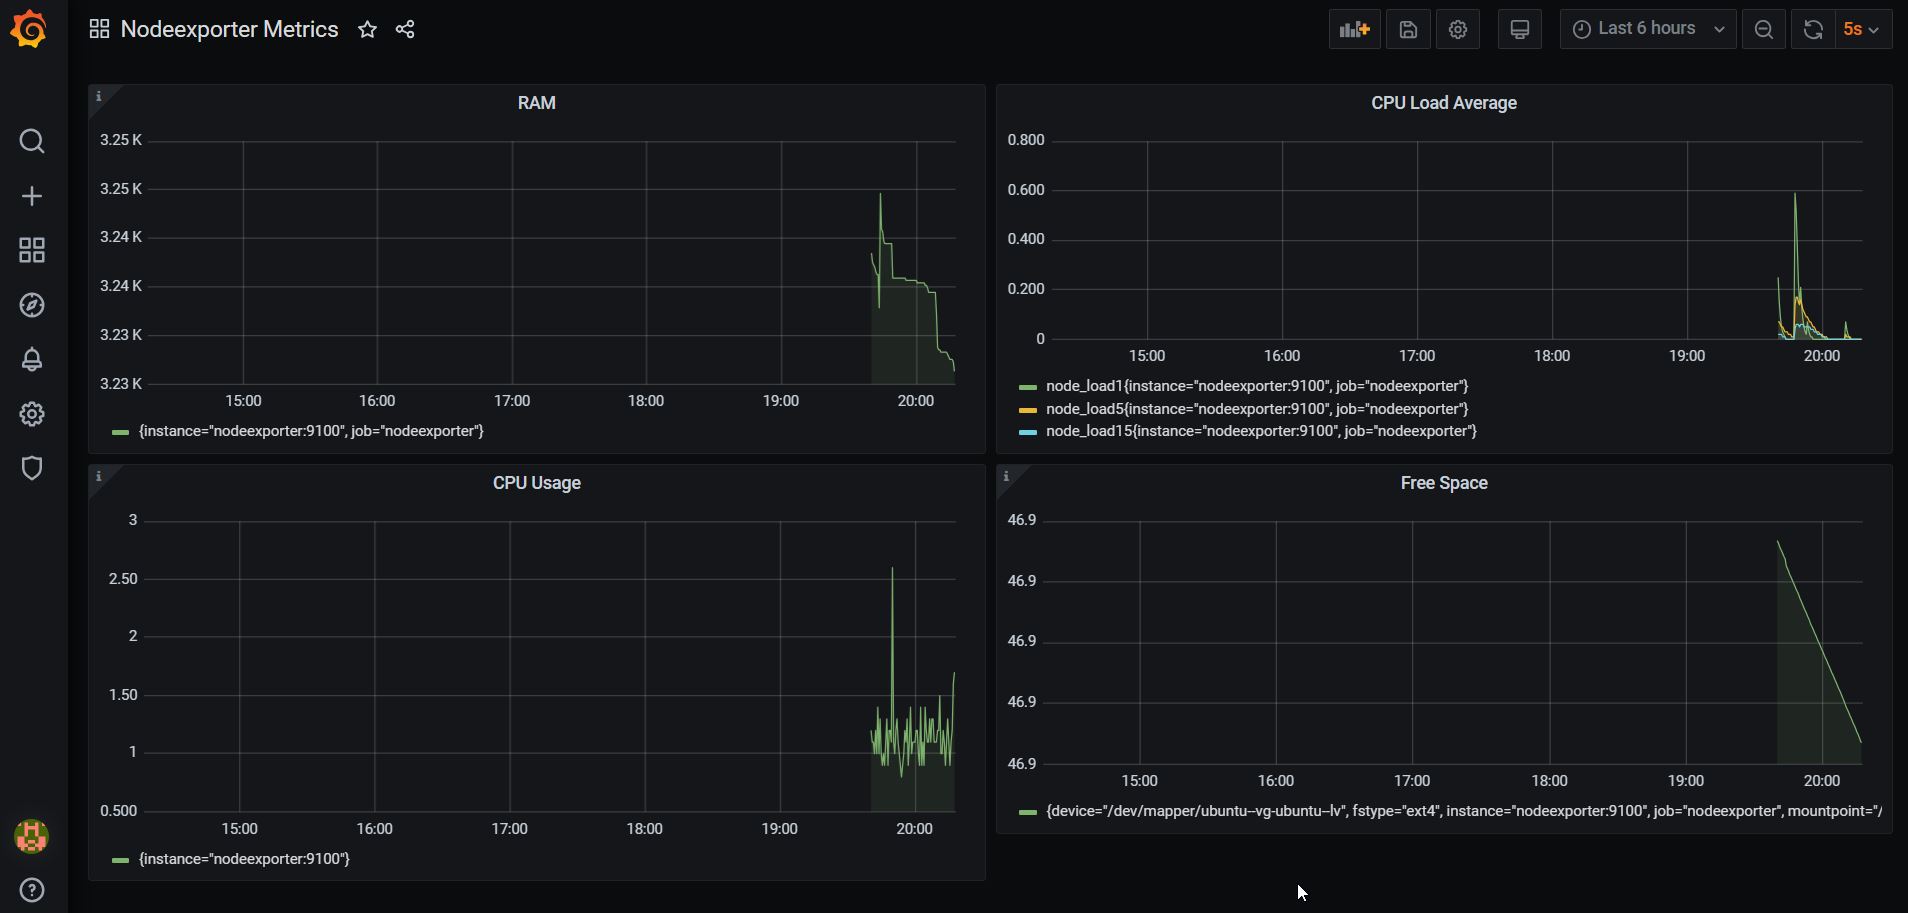 Nodeexporter Metrics
Last 6 hours
5s
RAM
3.25 K
3.25 K
3.24 K
3.24 K
3.23 K
3.23 K
15:00 16:00 17:00 18:00 19:00 20:00
{instance="nodeexporter:9100", job="nodeexporter"}
CPU Load Average
0.800
0.600
0.400
0.200
0
15:00 16:00 17:00 18:00 19:00 20:00
node_load1{instance="nodeexporter:9100", job="nodeexporter"}
node_load5{instance="nodeexporter:9100", job="nodeexporter"}
node_load15{instance="nodeexporter:9100", job="nodeexporter"}
CPU Usage
3
2.50
2
1.50
1
0.500
15:00 16:00 17:00 18:00 19:00 20:00
{instance="nodeexporter:9100"}
Free Space
46.9
46.9
46.9
46.9
46.9
15:00 16:00 17:00 18:00 19:00 20:00
{device="/dev/mapper/ubuntu--vg-ubuntu--lv", fstype="ext4", instance="nodeexporter:9100", job="nodeexporter", mountpoint="/